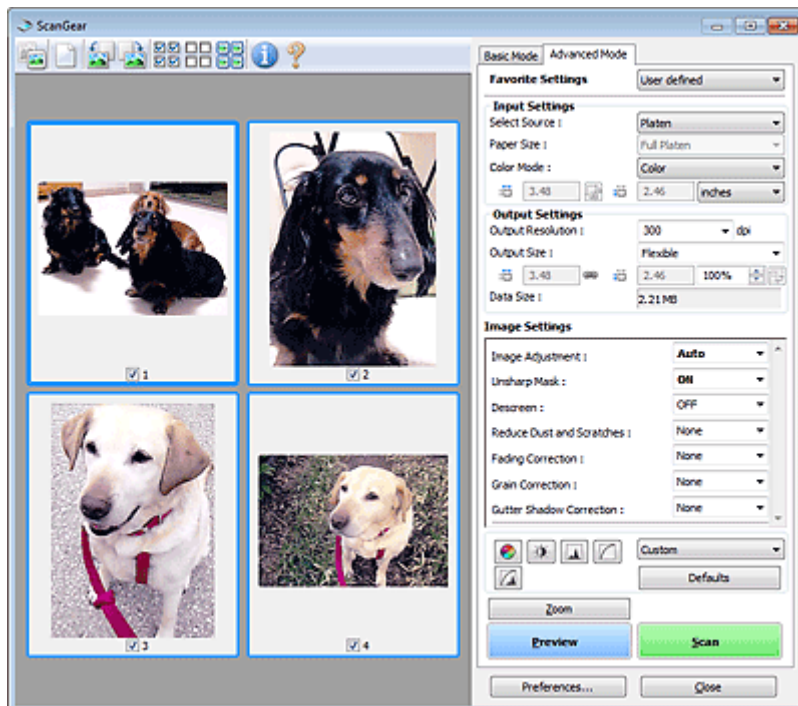 ScanGear
Basic Mode Advanced Mode
Favorite Settings User defined
Input Settings
Select Source : Platen
Paper Size : Full Platen
Color Mode : Color
3.48 2.46 inches
Output Settings
Output Resolution : 300 dpi
Output Size : Flexible
3.48 2.46 100%
Data Size : 2.21 MB
Image Settings
Image Adjustment : Auto
Unsharp Mask : ON
Descreen : OFF
Reduce Dust and Scratches : None
Fading Correction : None
Grain Correction : None
Gutter Shadow Correction : None
Custom
Defaults
Zoom
Preview Scan
Preferences... Close
1 2
3 4